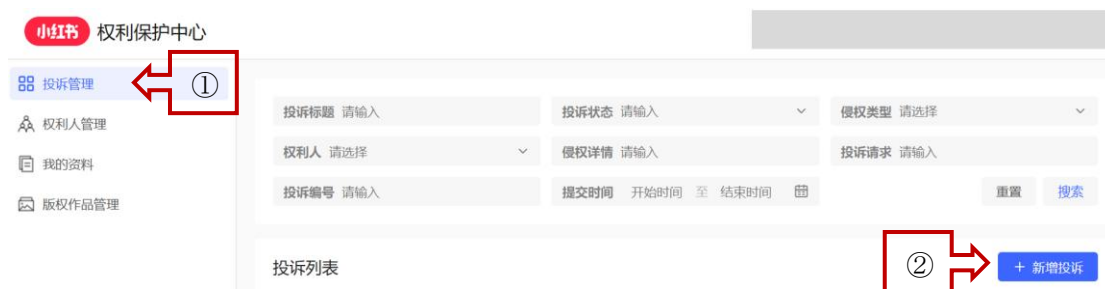 小红书 权利保护中心
投诉管理 ①
权利人管理
我的资料
版权作品管理
投诉标题 请输入 投诉状态 请输入 侵权类型 请选择
权利人 请选择 侵权详情 请输入 投诉请求 请输入
投诉编号 请输入 提交时间 开始时间 至 结束时间 重置 搜索
投诉列表 ② + 新增投诉